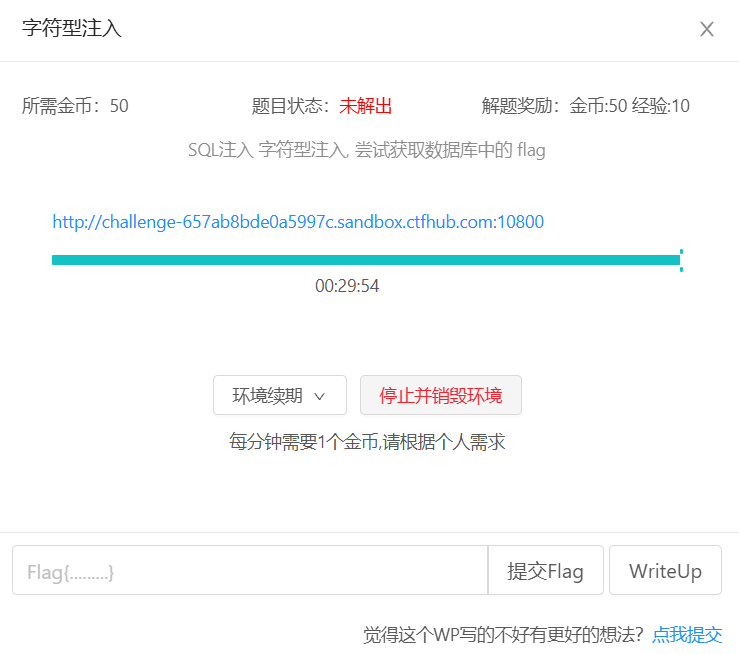 字符型注入
所需金币：50 题目状态：未解出 解题奖励：金币:50 经验:10
SQL注入 字符型注入, 尝试获取数据库中的 flag
http://challenge-657ab8bde0a5997c.sandbox.ctfhub.com:10800
00:29:54
环境续期 停止并销毁环境
每分钟需要1个金币,请根据个人需求
Flag{.........} 提交Flag WriteUp
觉得这个WP写的不好有更好的想法？ 点我提交